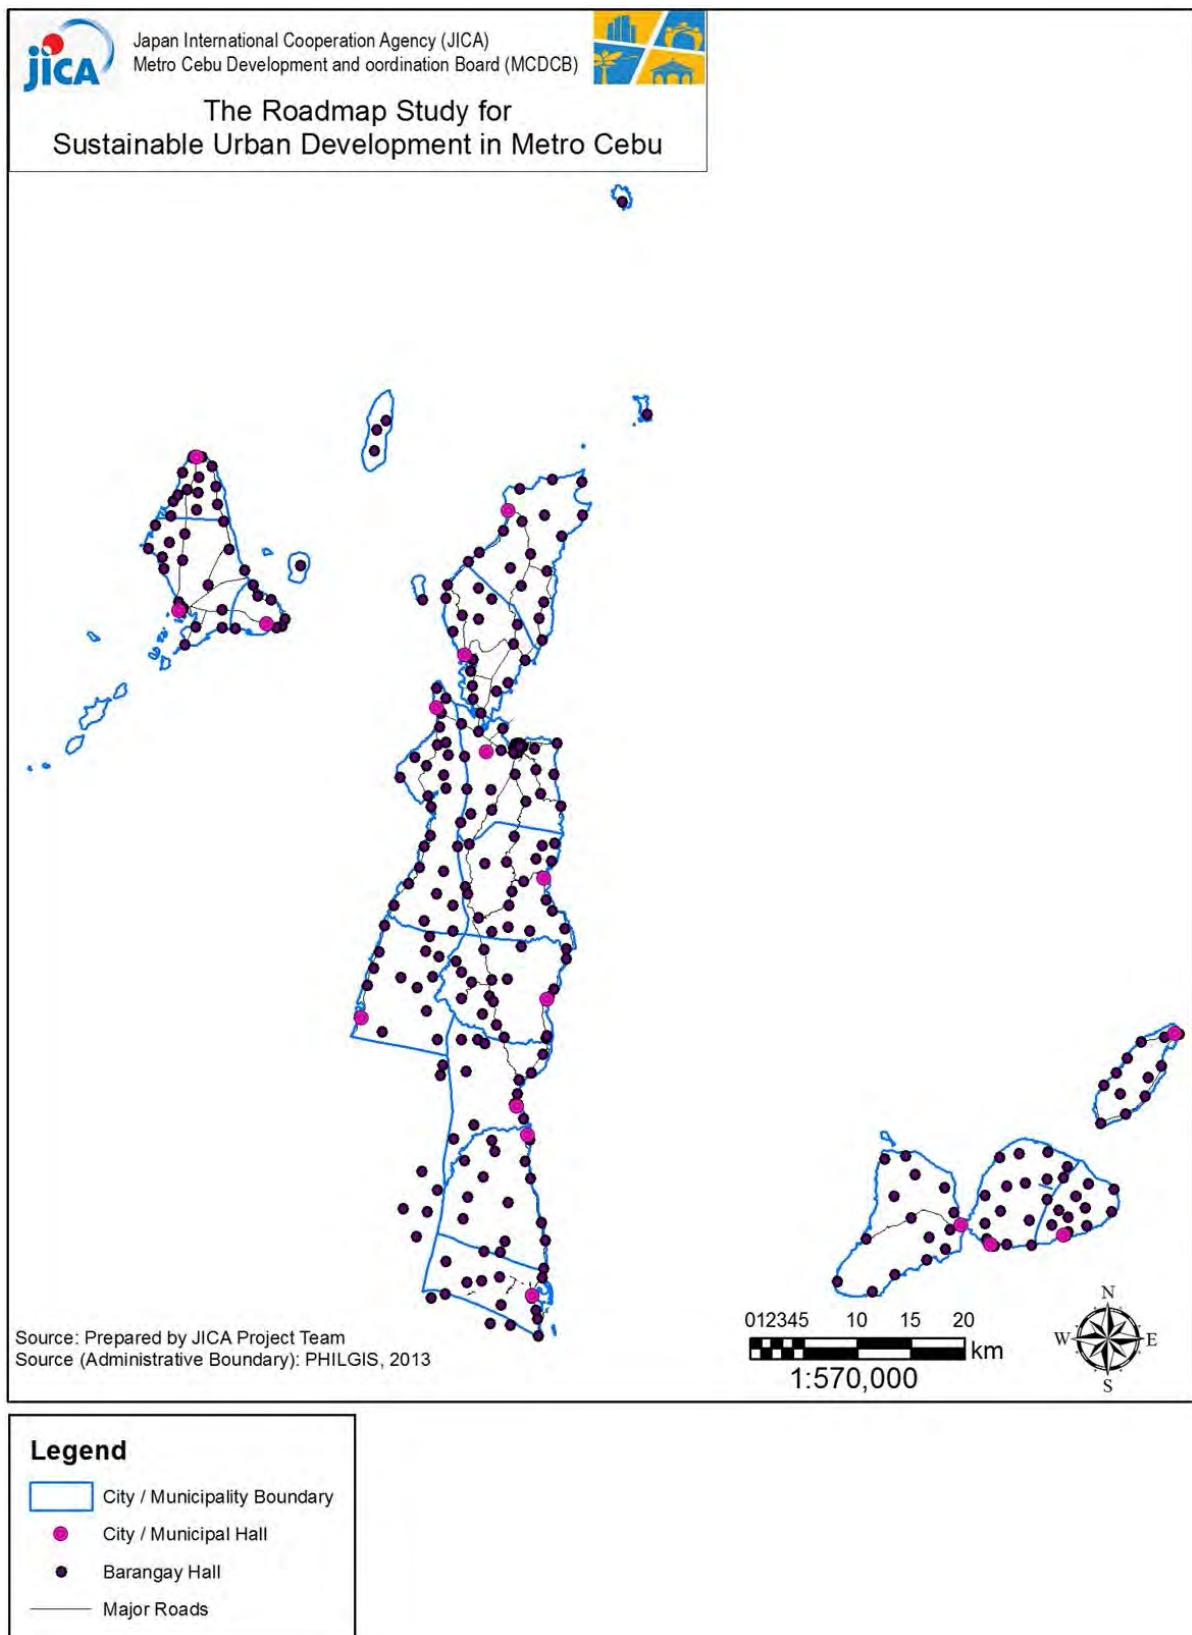 JICA
Japan International Cooperation Agency (JICA)
Metro Cebu Development and oordination Board (MCDCB)
The Roadmap Study for
Sustainable Urban Development in Metro Cebu
Source: Prepared by JICA Project Team
Source (Administrative Boundary): PHILGIS, 2013
012345 10 15 20
km
1:570,000
N
W E
S
Legend
City / Municipality Boundary
City / Municipal Hall
Barangay Hall
Major Roads